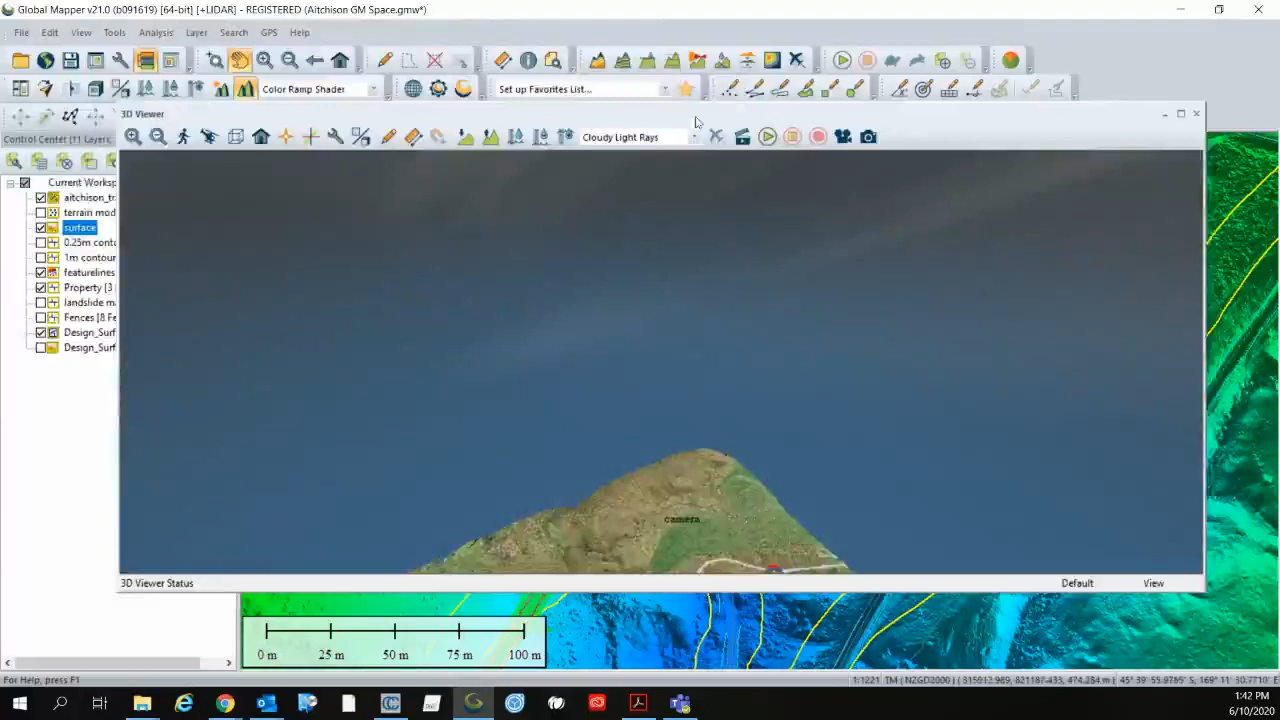 Global Mapper v21.0 (b091619) [64-bit] [+LIDAR] - REGISTERED (Aitchison GM Space.gmw*)
File Edit View Tools Analysis Layer Search GPS Help
Color Ramp Shader
Set up Favorites List...
3D Viewer
Cloudy Light Rays
Control Center (11 Layers
Current Worksp
aitchison_tr
terrain mod
surface
0.25m contu
1m contour
featurelines
Property [3
landslide m
Fences [8 Fe
Design_Surf
Design_Surf
camera
3D Viewer Status
Default
View
0 m 25 m 50 m 75 m 100 m
For Help, press F1
1:1221 TM ( NZGD2000 )
1:42 PM
6/10/2020